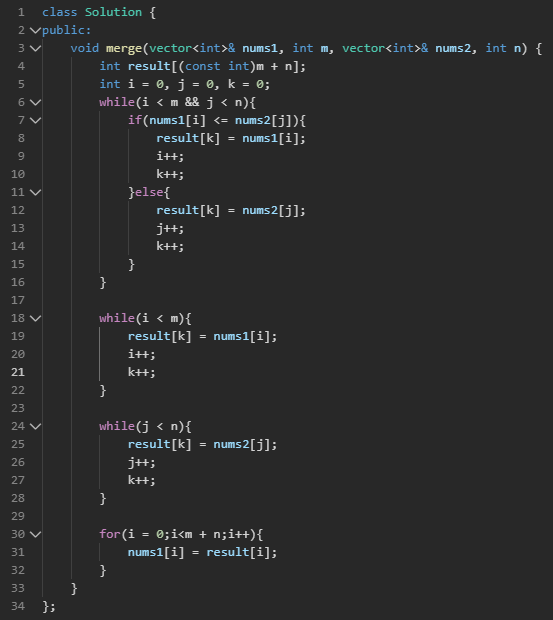 1 class Solution {
2 public:
3     void merge(vector<int>& nums1, int m, vector<int>& nums2, int n) {
4         int result[(const int)m + n];
5         int i = 0, j = 0, k = 0;
6         while(i < m && j < n){
7             if(nums1[i] <= nums2[j]){
8                 result[k] = nums1[i];
9                 i++;
10                 k++;
11             }else{
12                 result[k] = nums2[j];
13                 j++;
14                 k++;
15             }
16         }
17
18         while(i < m){
19             result[k] = nums1[i];
20             i++;
21             k++;
22         }
23
24         while(j < n){
25             result[k] = nums2[j];
26             j++;
27             k++;
28         }
29
30         for(i = 0;i<m + n;i++){
31             nums1[i] = result[i];
32         }
33     }
34 };